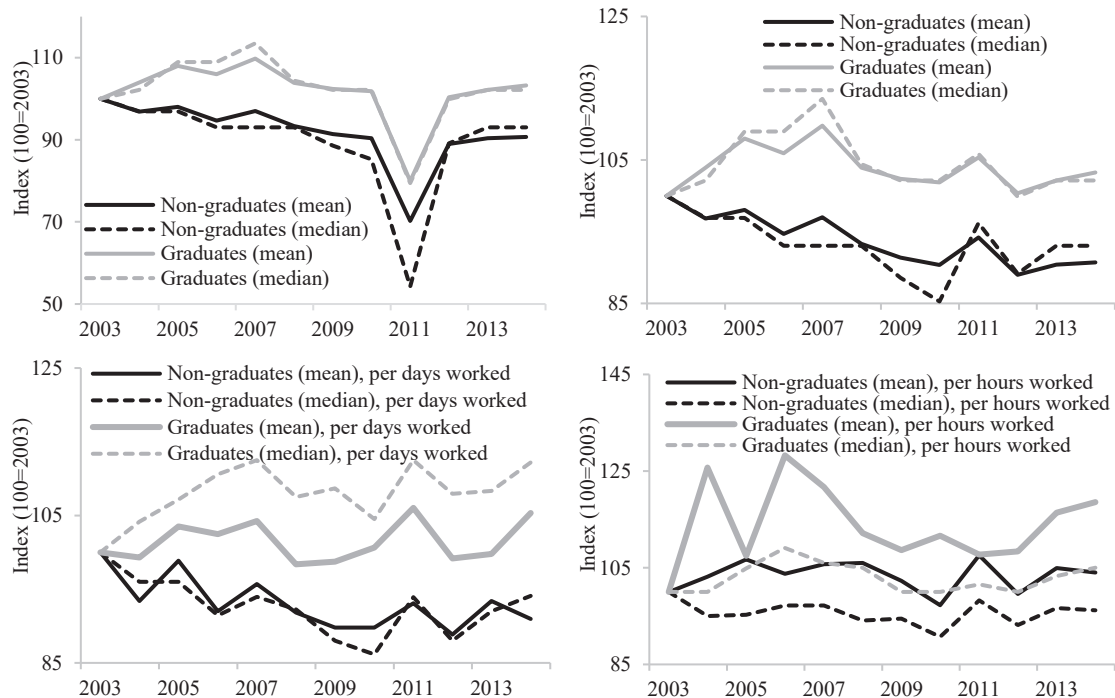 110
90
70
50
Index (100=2003)
Non-graduates (mean)
Non-graduates (median)
Graduates (mean)
Graduates (median)
2003 2005 2007 2009 2011 2013
125
105
85
Index (100=2003)
Non-graduates (mean)
Non-graduates (median)
Graduates (mean)
Graduates (median)
2003 2005 2007 2009 2011 2013
125
105
85
Index (100=2003)
Non-graduates (mean), per days worked
Non-graduates (median), per days worked
Graduates (mean), per days worked
Graduates (median), per days worked
2003 2005 2007 2009 2011 2013
145
125
105
85
Index (100=2003)
Non-graduates (mean), per hours worked
Non-graduates (median), per hours worked
Graduates (mean), per hours worked
Graduates (median), per hours worked
2003 2005 2007 2009 2011 2013